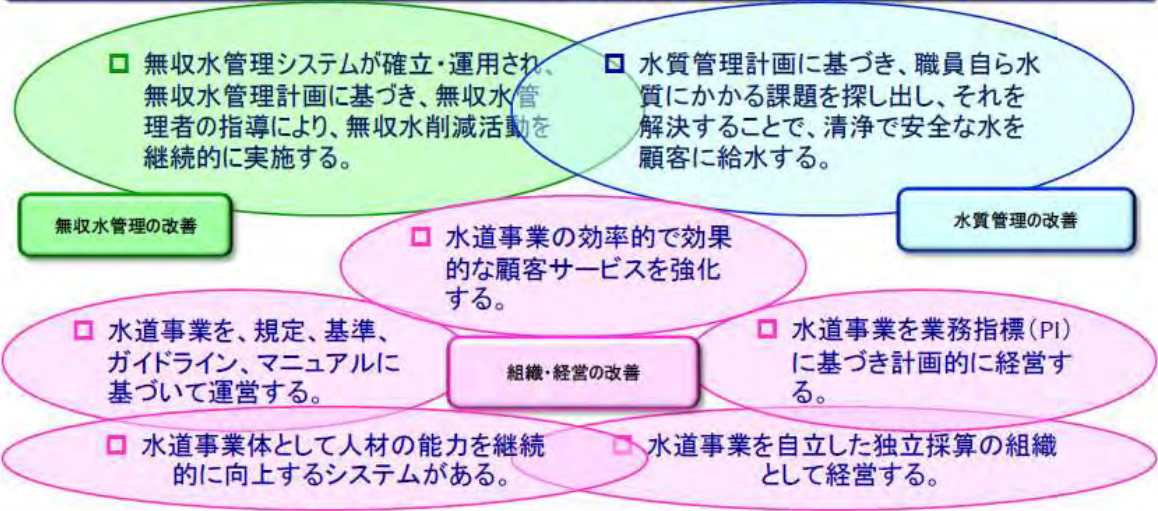 無収水管理システムが確立・運用され、
無収水管理計画に基づき、無収水管
理者の指導により、無収水削減活動を
継続的に実施する。
水質管理計画に基づき、職員自ら水
質にかかる課題を探し出し、それを
解決することで、清浄で安全な水を
顧客に給水する。
無収水管理の改善
水質管理の改善
水道事業の効率的で効果
的な顧客サービスを強化
する。
水道事業を、規定、基準、
ガイドライン、マニュアルに
基づいて運営する。
組織・経営の改善
水道事業を業務指標(PI)
に基づき計画的に経営す
る。
水道事業体として人材の能力を継続
的に向上するシステムがある。
水道事業を自立した独立採算の組織
として経営する。